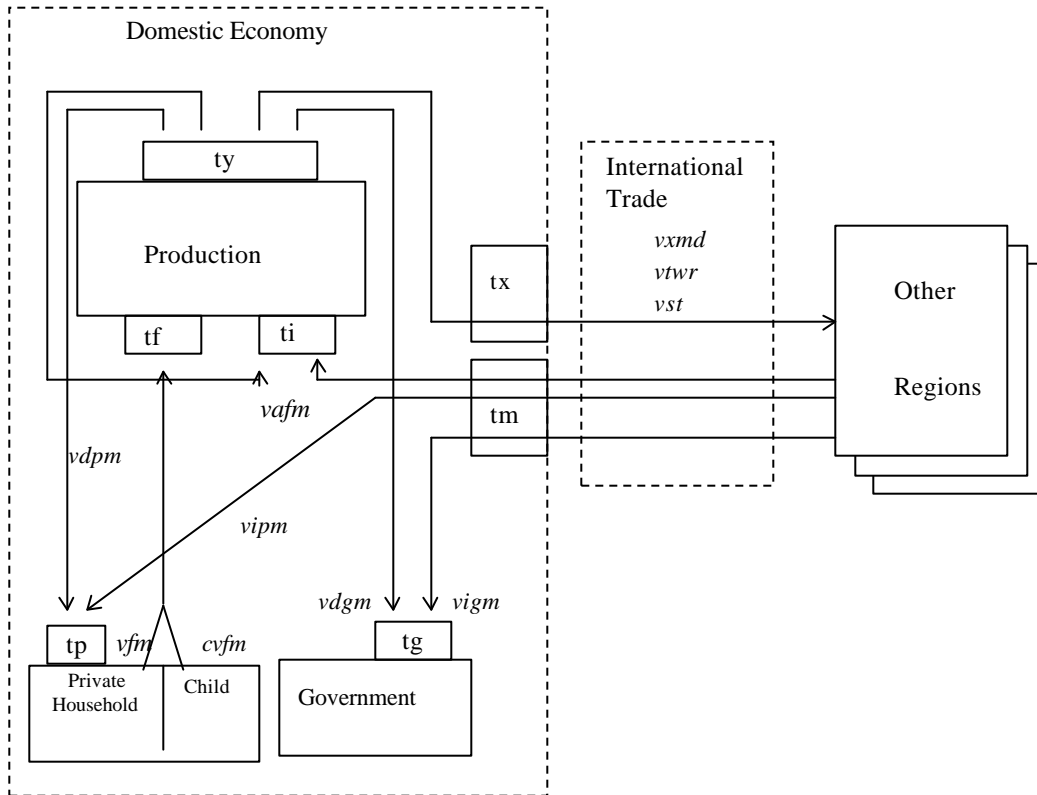 Domestic Economy
ty
International
Trade
Production
vxmd
tx
vtwr
Other
vst
tf
ti
Regions
vafm
tm
vdpm
vipm
vdgm
vigm
tp
vfm
cvfm
tg
Private
Household
Child
Government